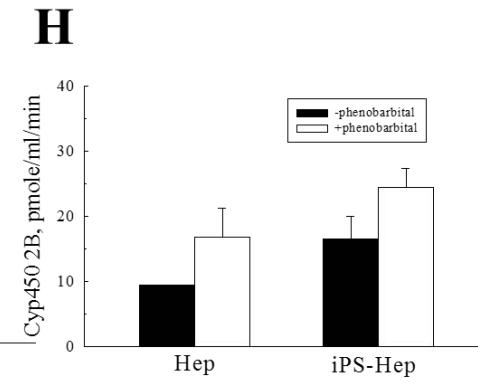 H
Cyp450 2B, pmole/ml/min
40
30
20
10
0
-phenobarbital
+phenobarbital
Hep
iPS-Hep